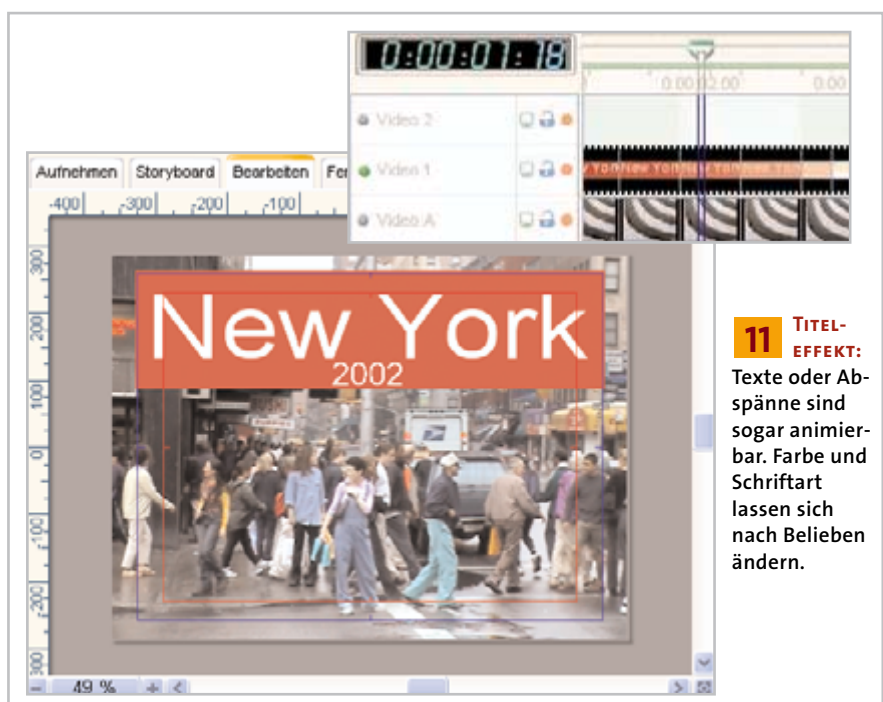 0:00:01:18
0:00:02:00 0:00
Video 2
Video 1
Video A
Aufnehmen Storyboard Bearbeiten Fer
-400 -300 -200 -100
300
200
100
0
-100
-200
300
New York
2002
49 %
11 TITEL-
EFFEKT:
Texte oder Ab-
spänne sind
sogar animier-
bar. Farbe und
Schriftart
lassen sich
nach Belieben
ändern.